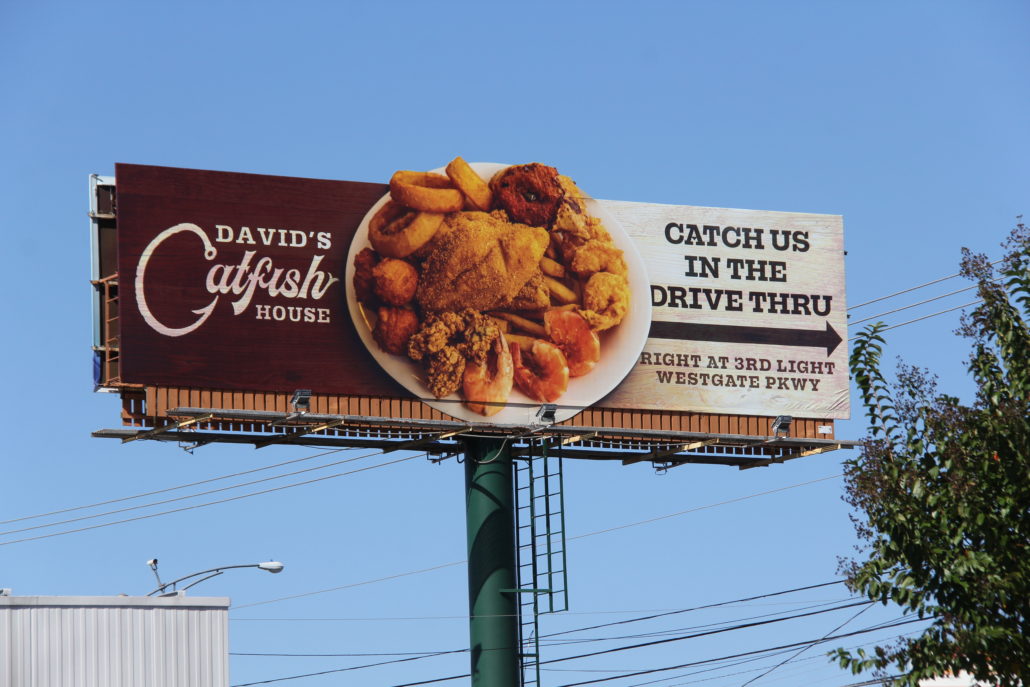 DAVID'S
Catfish
HOUSE
CATCH US
IN THE
DRIVE THRU
RIGHT AT 3RD LIGHT
WESTGATE PKWY